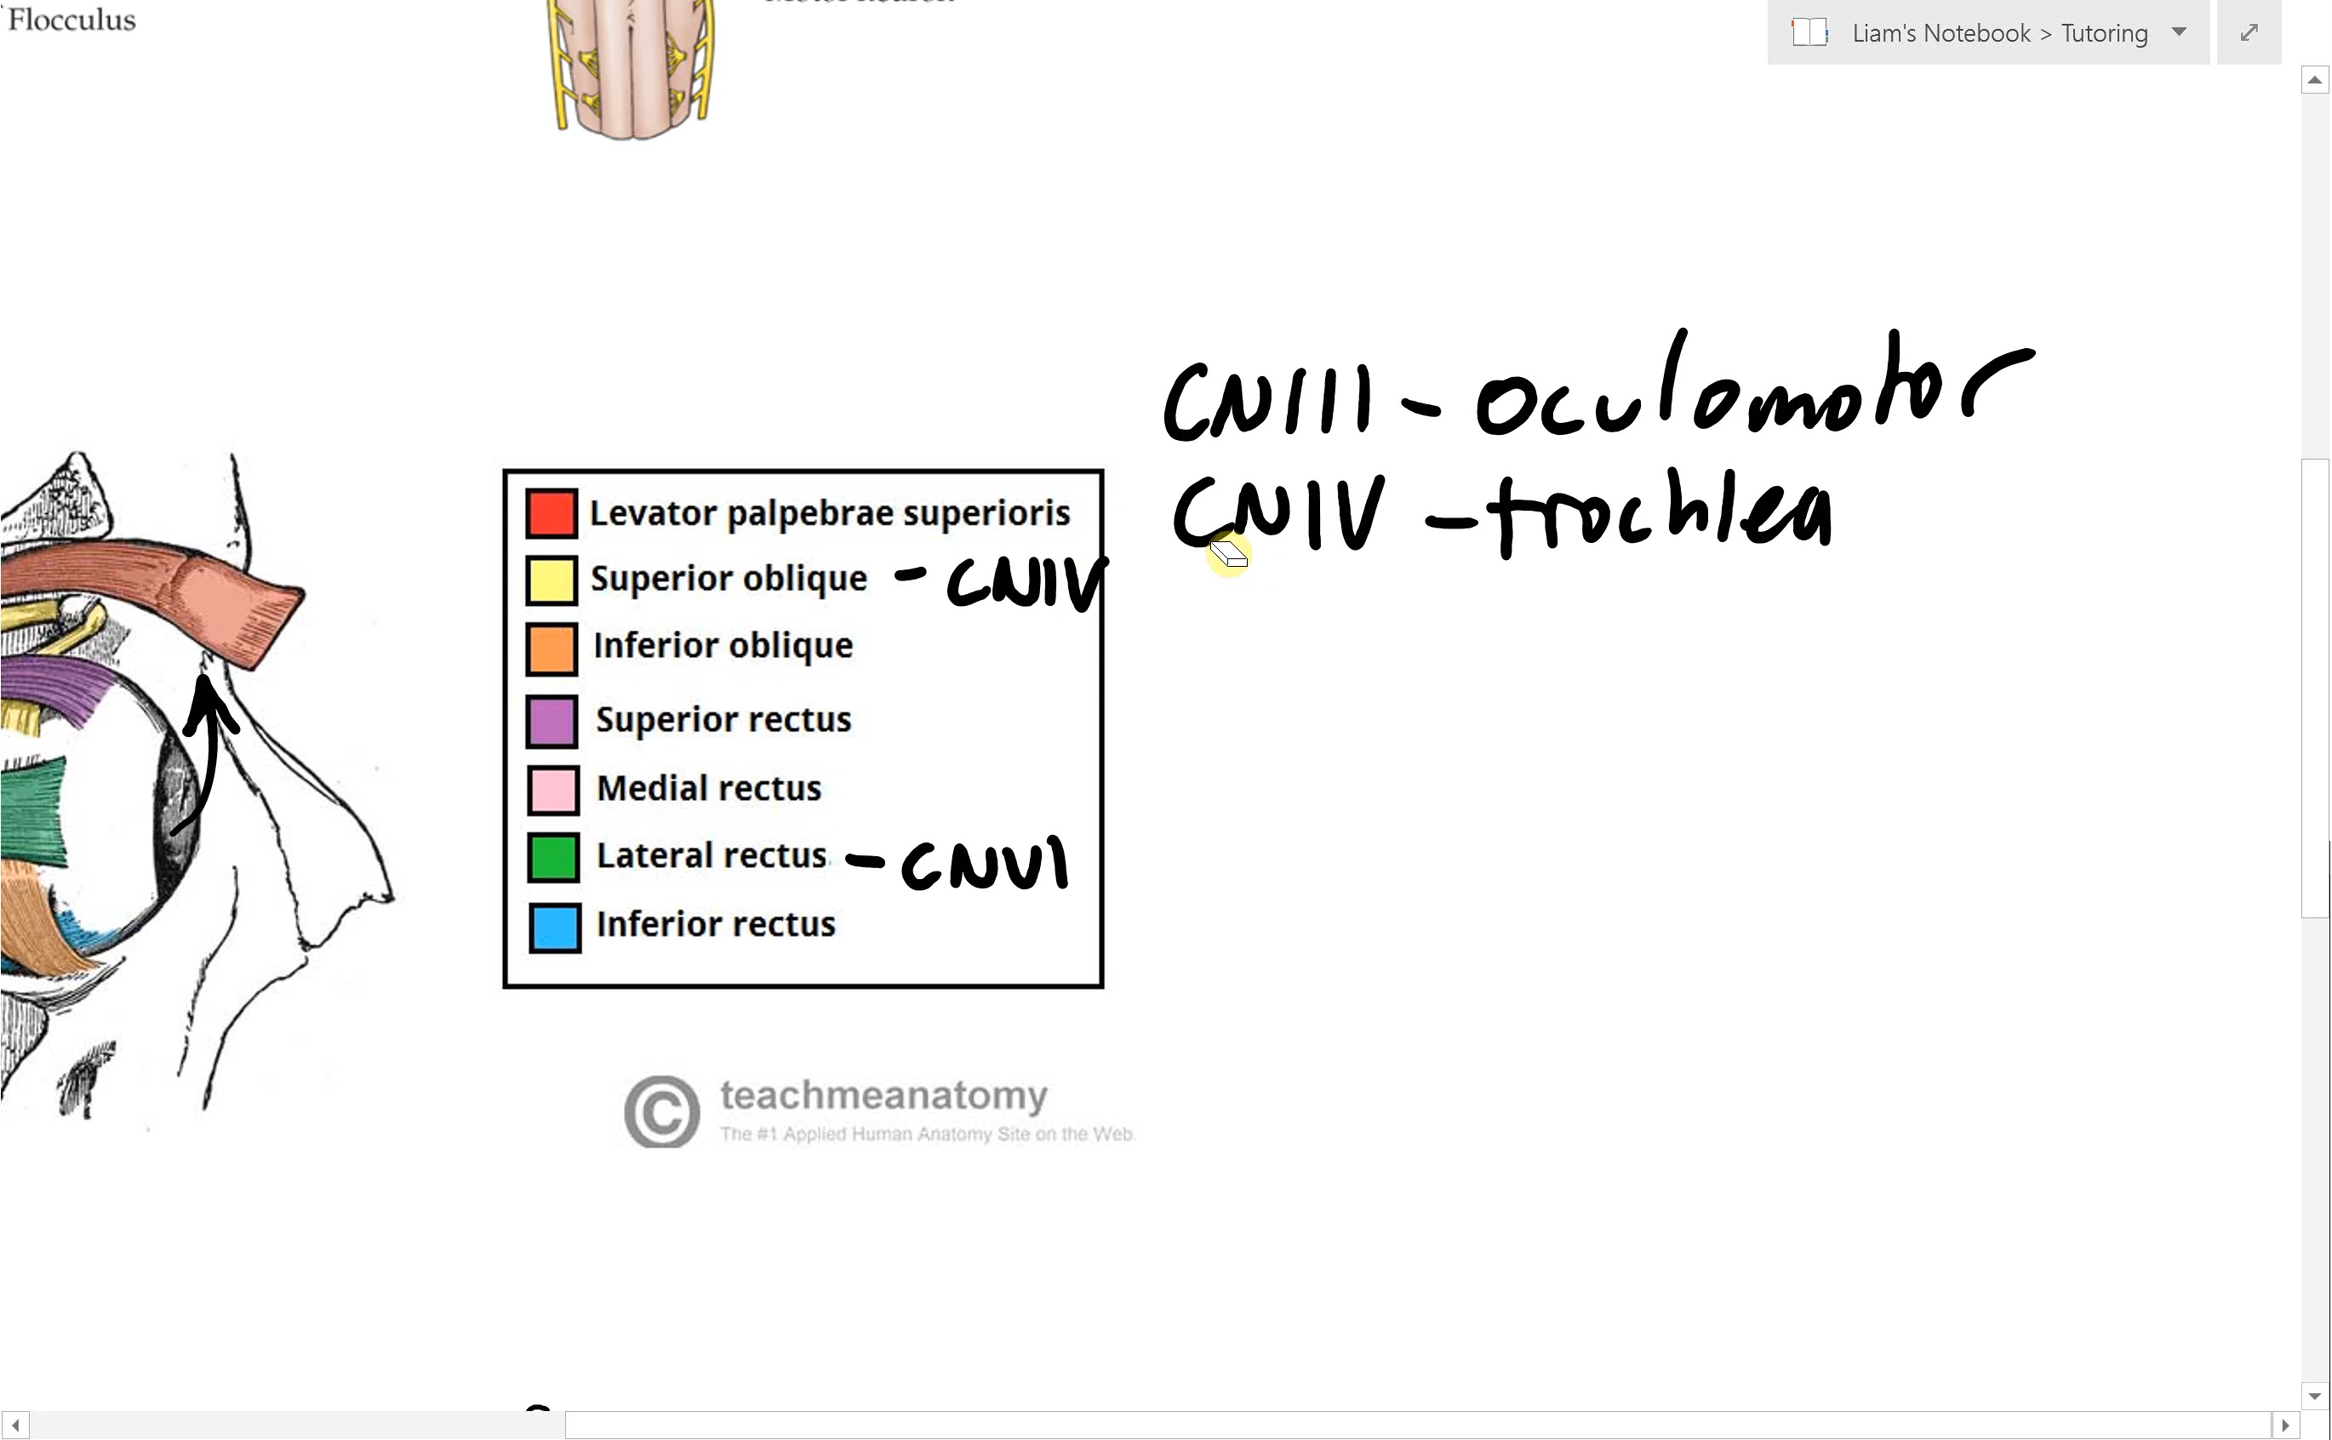 Flocculus
Liam's Notebook > Tutoring
CNIII - oculomotor
CNIV - trochlea
Levator palpebrae superioris
Superior oblique - CNIV
Inferior oblique
Superior rectus
Medial rectus
Lateral rectus - CNVI
Inferior rectus
© teachmeanatomy
The #1 Applied Human Anatomy Site on the Web.